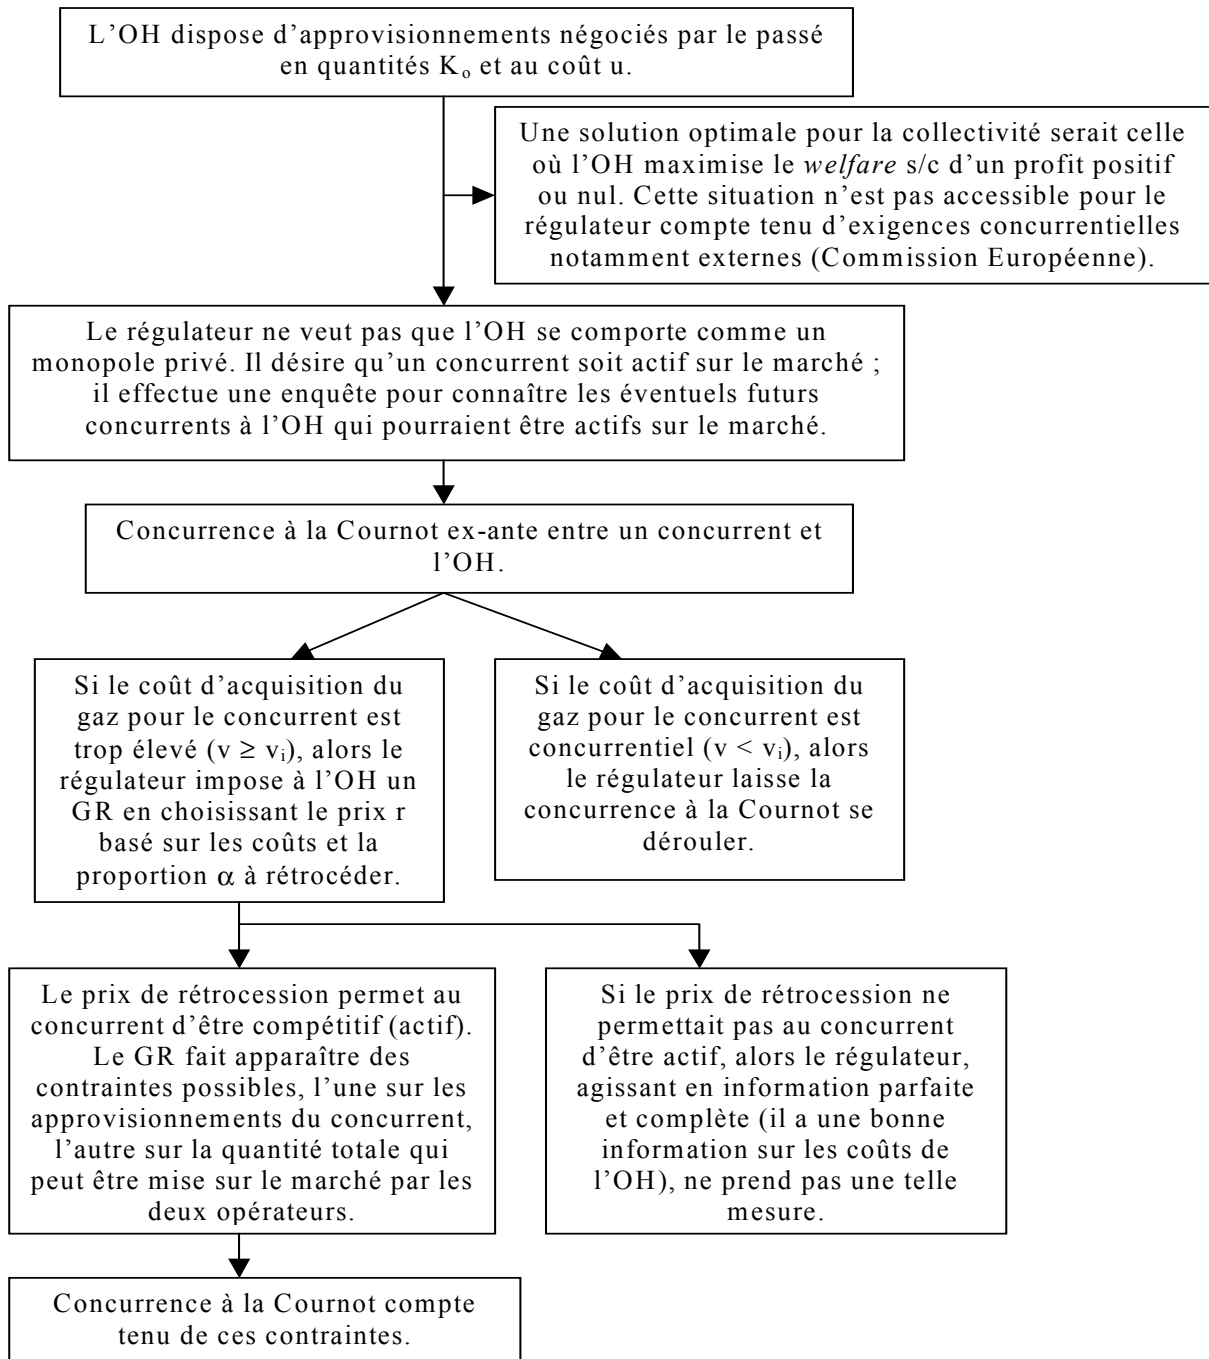 L’OH dispose d’approvisionnements négociés par le passé
en quantités Ko et au coût u.
Une solution optimale pour la collectivité serait celle
où l’OH maximise le welfare s/c d’un profit positif
ou nul. Cette situation n’est pas accessible pour le
régulateur compte tenu d’exigences concurrentielles
notamment externes (Commission Européenne).
Le régulateur ne veut pas que l’OH se comporte comme un
monopole privé. Il désire qu’un concurrent soit actif sur le marché ;
il effectue une enquête pour connaître les éventuels futurs
concurrents à l’OH qui pourraient être actifs sur le marché.
Concurrence à la Cournot ex-ante entre un concurrent et
l’OH.
Si le coût d’acquisition du
gaz pour le concurrent est
trop élevé (v ≥ vi), alors le
régulateur impose à l’OH un
GR en choisissant le prix r
basé sur les coûts et la
proportion α à rétrocéder.
Si le coût d’acquisition du
gaz pour le concurrent est
concurrentiel (v < vi), alors
le régulateur laisse la
concurrence à la Cournot se
dérouler.
Le prix de rétrocession permet au
concurrent d’être compétitif (actif).
Le GR fait apparaître des
contraintes possibles, l’une sur les
approvisionnements du concurrent,
l’autre sur la quantité totale qui
peut être mise sur le marché par les
deux opérateurs.
Si le prix de rétrocession ne
permettait pas au concurrent
d’être actif, alors le régulateur,
agissant en information parfaite
et complète (il a une bonne
information sur les coûts de
l’OH), ne prend pas une telle
mesure.
Concurrence à la Cournot compte
tenu de ces contraintes.